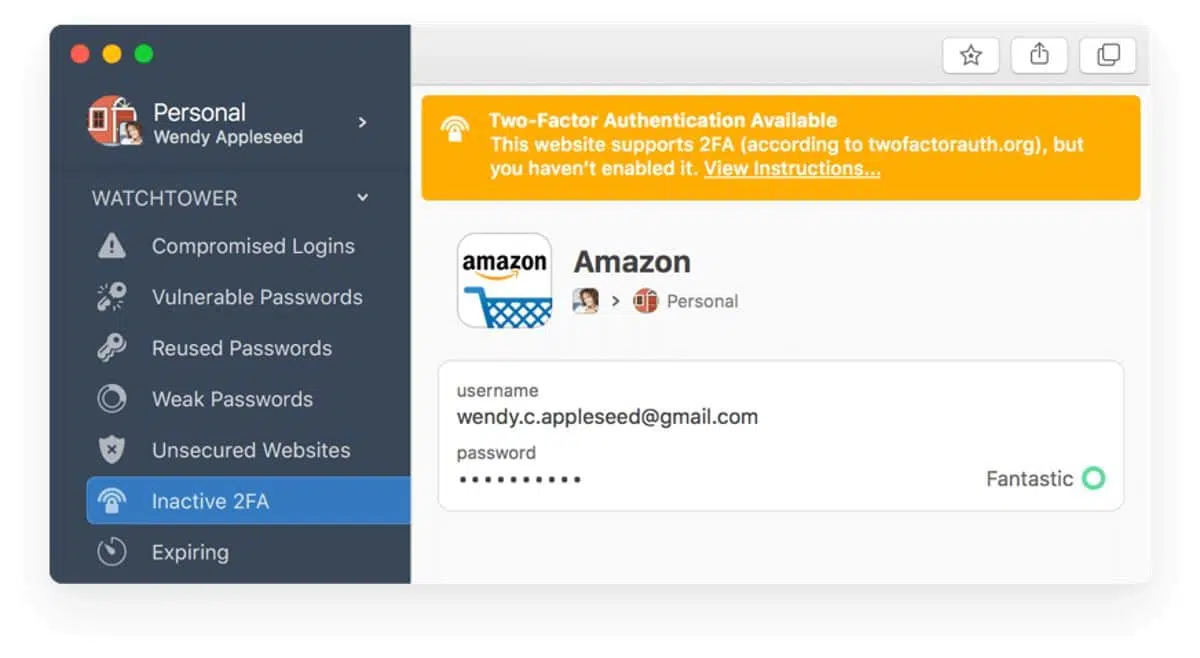 Personal
Wendy Appleseed
WATCHTOWER
Compromised Logins
Vulnerable Passwords
Reused Passwords
Weak Passwords
Unsecured Websites
Inactive 2FA
Expiring
Two-Factor Authentication Available
This website supports 2FA (according to twofactorauth.org), but
you haven’t enabled it. View Instructions...
amazon
Amazon
Personal
username
wendy.c.appleseed@gmail.com
password
••••••••••
Fantastic